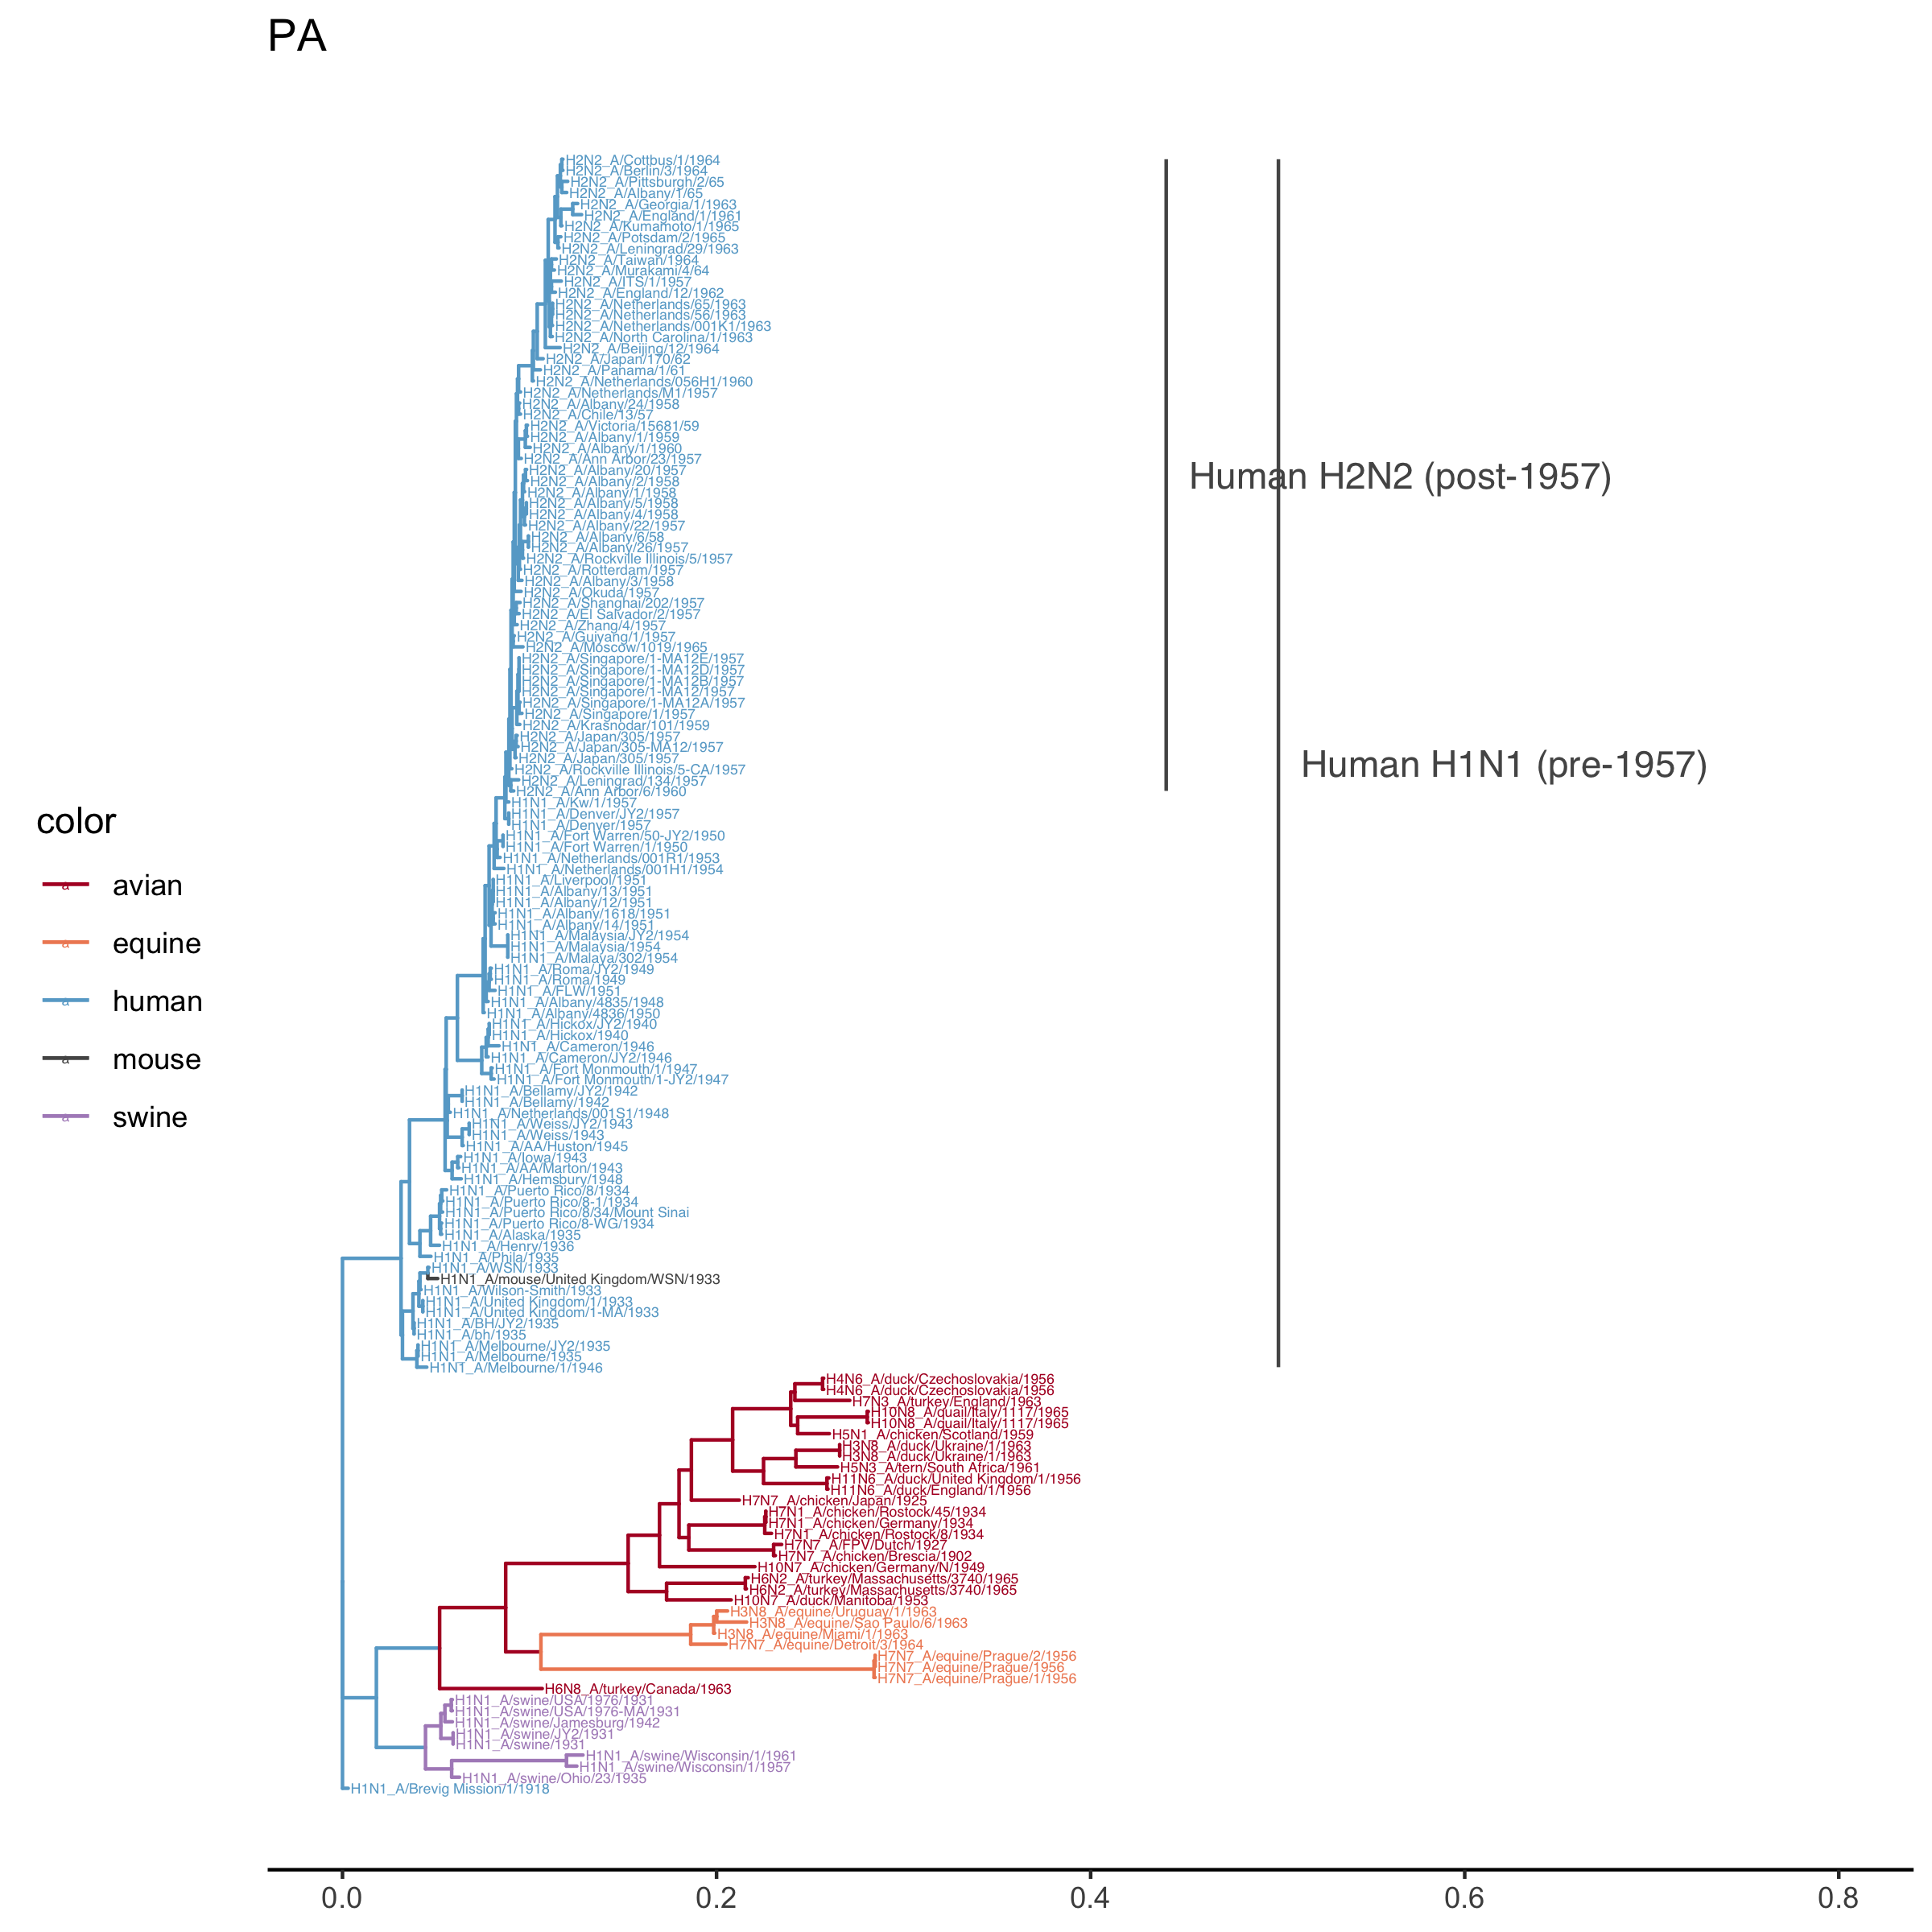 PA
H2N2_A/Cottbus/1/1964
H2N2_A/Berlin/3/1964
H2N2_A/Pittsburgh/2/65
H2N2_A/Albany/1/65
H2N2_A/Georgia/1/1963
H2N2_A/England/1/1961
H2N2_A/Kumamoto/1/1965
H2N2_A/Potsdam/2/1965
H2N2_A/Leningrad/29/1963
H2N2_A/Taiwan/1964
H2N2_A/Murakami/4/64
H2N2_A/ITS/1/1957
H2N2_A/England/12/1962
H2N2_A/Netherlands/65/1963
H2N2_A/Netherlands/56/1963
H2N2_A/Netherlands/001K1/1963
H2N2_A/North Carolina/1/1963
H2N2_A/Beijing/12/1964
H2N2_A/Japan/170/62
H2N2_A/Panama/1/61
H2N2_A/Netherlands/056H1/1960
H2N2_A/Netherlands/M1/1957
H2N2_A/Albany/24/1958
H2N2_A/Chile/13/57
H2N2_A/Victoria/15681/59
H2N2_A/Albany/1/1959
H2N2_A/Albany/1/1960
H2N2_A/Ann Arbor/23/1957
H2N2_A/Albany/20/1957
H2N2_A/Albany/2/1958
H2N2_A/Albany/1/1958
H2N2_A/Albany/5/1958
H2N2_A/Albany/4/1958
H2N2_A/Albany/22/1957
H2N2_A/Albany/6/58
H2N2_A/Albany/26/1957
H2N2_A/Rockville Illinois/5/1957
H2N2_A/Rotterdam/1957
H2N2_A/Albany/3/1958
H2N2_A/Okuda/1957
H2N2_A/Shanghai/202/1957
H2N2_A/El Salvador/2/1957
H2N2_A/Zhang/4/1957
H2N2_A/Guiyang/1/1957
H2N2_A/Moscow/1019/1965
H2N2_A/Singapore/1-MA12E/1957
H2N2_A/Singapore/1-MA12D/1957
H2N2_A/Singapore/1-MA12B/1957
H2N2_A/Singapore/1-MA12/1957
H2N2_A/Singapore/1-MA12A/1957
H2N2_A/Singapore/1/1957
H2N2_A/Krasnodar/101/1959
H2N2_A/Japan/305/1957
H2N2_A/Japan/305-MA12/1957
H2N2_A/Japan/305/1957
H2N2_A/Rockville Illinois/5-CA/1957
H2N2_A/Leningrad/134/1957
H2N2_A/Ann Arbor/6/1960
Human H2N2 (post-1957)
H1N1_A/Kw/1/1957
H1N1_A/Denver/JY2/1957
H1N1_A/Denver/1957
H1N1_A/Fort Warren/50-JY2/1950
H1N1_A/Fort Warren/1/1950
H1N1_A/Netherlands/001R1/1953
H1N1_A/Netherlands/001H1/1954
H1N1_A/Liverpool/1951
H1N1_A/Albany/13/1951
H1N1_A/Albany/12/1951
H1N1_A/Albany/1618/1951
H1N1_A/Albany/14/1951
H1N1_A/Malaysia/JY2/1954
H1N1_A/Malaysia/1954
H1N1_A/Malaya/302/1954
H1N1_A/Roma/JY2/1949
H1N1_A/Roma/1949
H1N1_A/FLW/1951
H1N1_A/Albany/4835/1948
H1N1_A/Albany/4836/1950
H1N1_A/Hickox/JY2/1940
H1N1_A/Hickox/1940
H1N1_A/Cameron/1946
H1N1_A/Cameron/JY2/1946
H1N1_A/Fort Monmouth/1/1947
H1N1_A/Fort Monmouth/1-JY2/1947
H1N1_A/Bellamy/JY2/1942
H1N1_A/Bellamy/1942
H1N1_A/Netherlands/001S1/1948
H1N1_A/Weiss/JY2/1943
H1N1_A/Weiss/1943
H1N1_A/AA/Huston/1945
H1N1_A/Iowa/1943
H1N1_A/AA/Marton/1943
H1N1_A/Hemsbury/1948
H1N1_A/Puerto Rico/8/1934
H1N1_A/Puerto Rico/8-1/1934
H1N1_A/Puerto Rico/8/34/Mount Sinai
H1N1_A/Puerto Rico/8-WG/1934
H1N1_A/Alaska/1935
H1N1_A/Henry/1936
H1N1_A/Phila/1935
H1N1_A/WSN/1933
H1N1_A/mouse/United Kingdom/WSN/1933
H1N1_A/Wilson-Smith/1933
H1N1_A/United Kingdom/1/1933
H1N1_A/United Kingdom/1-MA/1933
H1N1_A/BH/JY2/1935
H1N1_A/bh/1935
H1N1_A/Melbourne/JY2/1935
H1N1_A/Melbourne/1935
H1N1_A/Melbourne/1/1946
Human H1N1 (pre-1957)
H4N6_A/duck/Czechoslovakia/1956
H4N6_A/duck/Czechoslovakia/1956
H7N3_A/turkey/England/1963
H10N8_A/quail/Italy/1117/1965
H10N8_A/quail/Italy/1117/1965
H5N1_A/chicken/Scotland/1959
H3N8_A/duck/Ukraine/1/1963
H3N8_A/duck/Ukraine/1/1963
H5N3_A/tern/South Africa/1961
H11N6_A/duck/United Kingdom/1/1956
H11N6_A/duck/England/1/1956
H7N7_A/chicken/Japan/1925
H7N1_A/chicken/Rostock/45/1934
H7N1_A/chicken/Germany/1934
H7N1_A/chicken/Rostock/8/1934
H7N7_A/FPV/Dutch/1927
H7N7_A/chicken/Brescia/1902
H10N7_A/chicken/Germany/N/1949
H6N2_A/turkey/Massachusetts/3740/1965
H6N2_A/turkey/Massachusetts/3740/1965
H10N7_A/duck/Manitoba/1953
H3N8_A/equine/Uruguay/1/1963
H3N8_A/equine/Sao Paulo/6/1963
H3N8_A/equine/Miami/1/1963
H7N7_A/equine/Detroit/3/1964
H7N7_A/equine/Prague/2/1956
H7N7_A/equine/Prague/1956
H7N7_A/equine/Prague/1/1956
H6N8_A/turkey/Canada/1963
H1N1_A/swine/USA/1976/1931
H1N1_A/swine/USA/1976-MA/1931
H1N1_A/swine/Jamesburg/1942
H1N1_A/swine/JY2/1931
H1N1_A/swine/1931
H1N1_A/swine/Wisconsin/1/1961
H1N1_A/swine/Wisconsin/1/1957
H1N1_A/swine/Ohio/23/1935
H1N1_A/Brevig Mission/1/1918
color
a avian
a equine
a human
a mouse
a swine
0.0 0.2 0.4 0.6 0.8